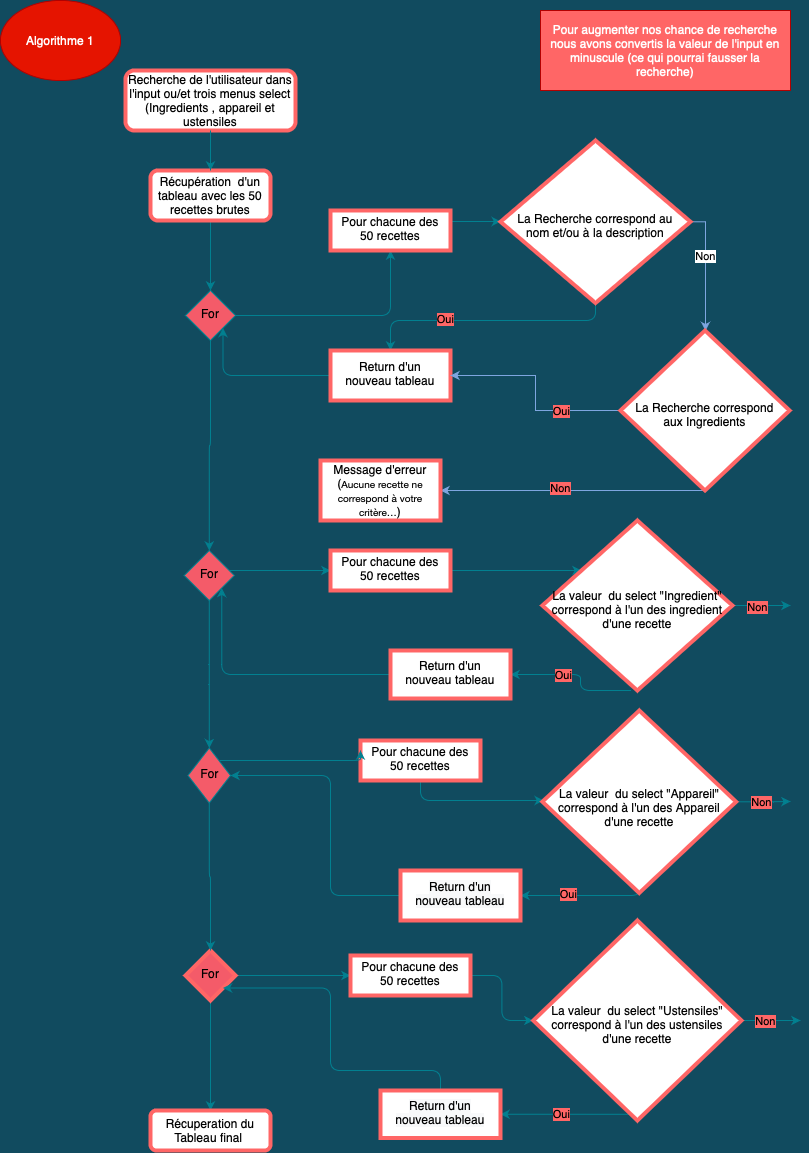 Algorithme 1
Pour augmenter nos chance de recherche
nous avons convertis la valeur de l'input en
minuscule (ce qui pourrai fausser la
recherche)
Recherche de l'utilisateur dans
l'input ou/et trois menus select
(Ingredients , appareil et
ustensiles
Récupération d'un
tableau avec les 50
recettes brutes
Pour chacune des
50 recettes
La Recherche correspond au
nom et/ou à la description
Non
For
Oui
Return d'un
nouveau tableau
Oui
La Recherche correspond
aux Ingredients
Message d'erreur
(Aucune recette ne
correspond à votre
critère...)
Non
For
Pour chacune des
50 recettes
La valeur du select "Ingredient"
correspond à l'un des ingredient
d'une recette
Non
Return d'un
nouveau tableau
Oui
For
Pour chacune des
50 recettes
La valeur du select "Appareil"
correspond à l'un des Appareil
d'une recette
Non
Return d'un
nouveau tableau
Oui
For
Pour chacune des
50 recettes
La valeur du select "Ustensiles"
correspond à l'un des ustensiles
d'une recette
Non
Return d'un
nouveau tableau
Oui
Récuperation du
Tableau final